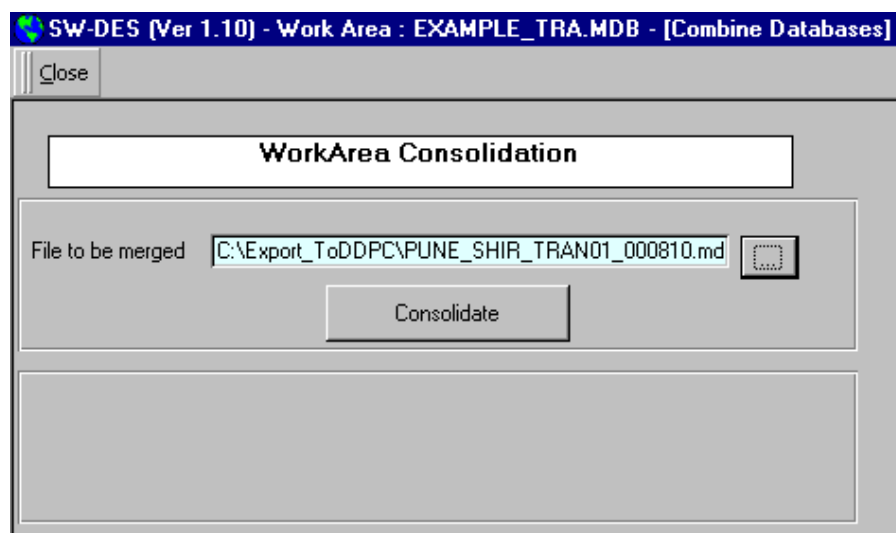 SW-DES (Ver 1.10) - Work Area : EXAMPLE_TRA.MDB - [Combine Databases]
Close
WorkArea Consolidation
File to be merged C:\Export_ToDDPC\PUNE_SHIR_TRAN01_000810.md ...
Consolidate